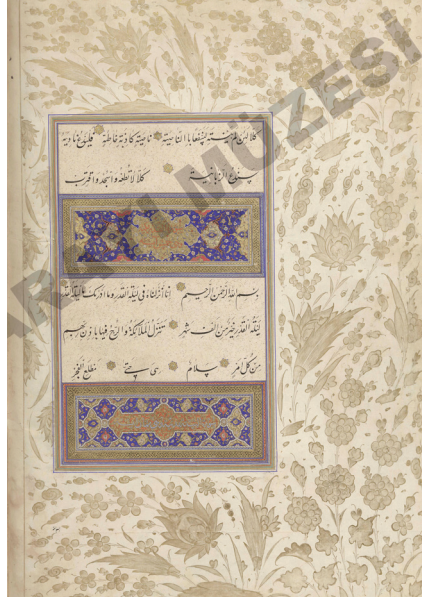 كلا لئن لم ينته لنسفعا بالناصية ناصية كاذبة خاطئة فليدع ناديه
سندع الزبانية كلا لا تطعه واسجد واقترب
بسم الله الرحمن الرحيم انا انزلناه في ليلة القدر وما ادريك ما ليلة القدر
ليلة القدر خير من الف شهر تنزل الملائكة والروح فيها باذن ربهم
من كل امر سلام هي حتى مطلع الفجر
MÜZESİ